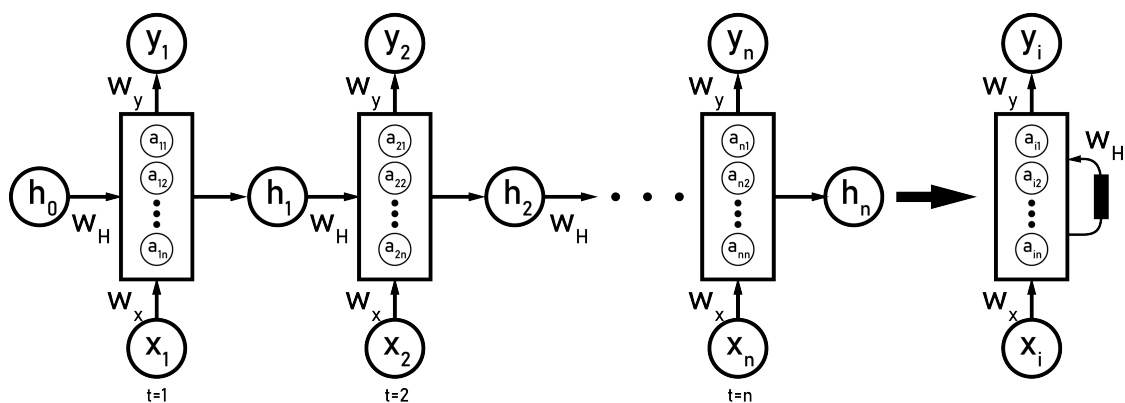 y1 y2 yn yi
Wy Wy Wy Wy
a11 a21 an1 ai1
h0 a12 h1 a22 h2 an2 hn ai2 WH
WH WH WH
a1n a2n ann ain
Wx Wx Wx Wx
x1 x2 xn xi
t=1 t=2 t=n